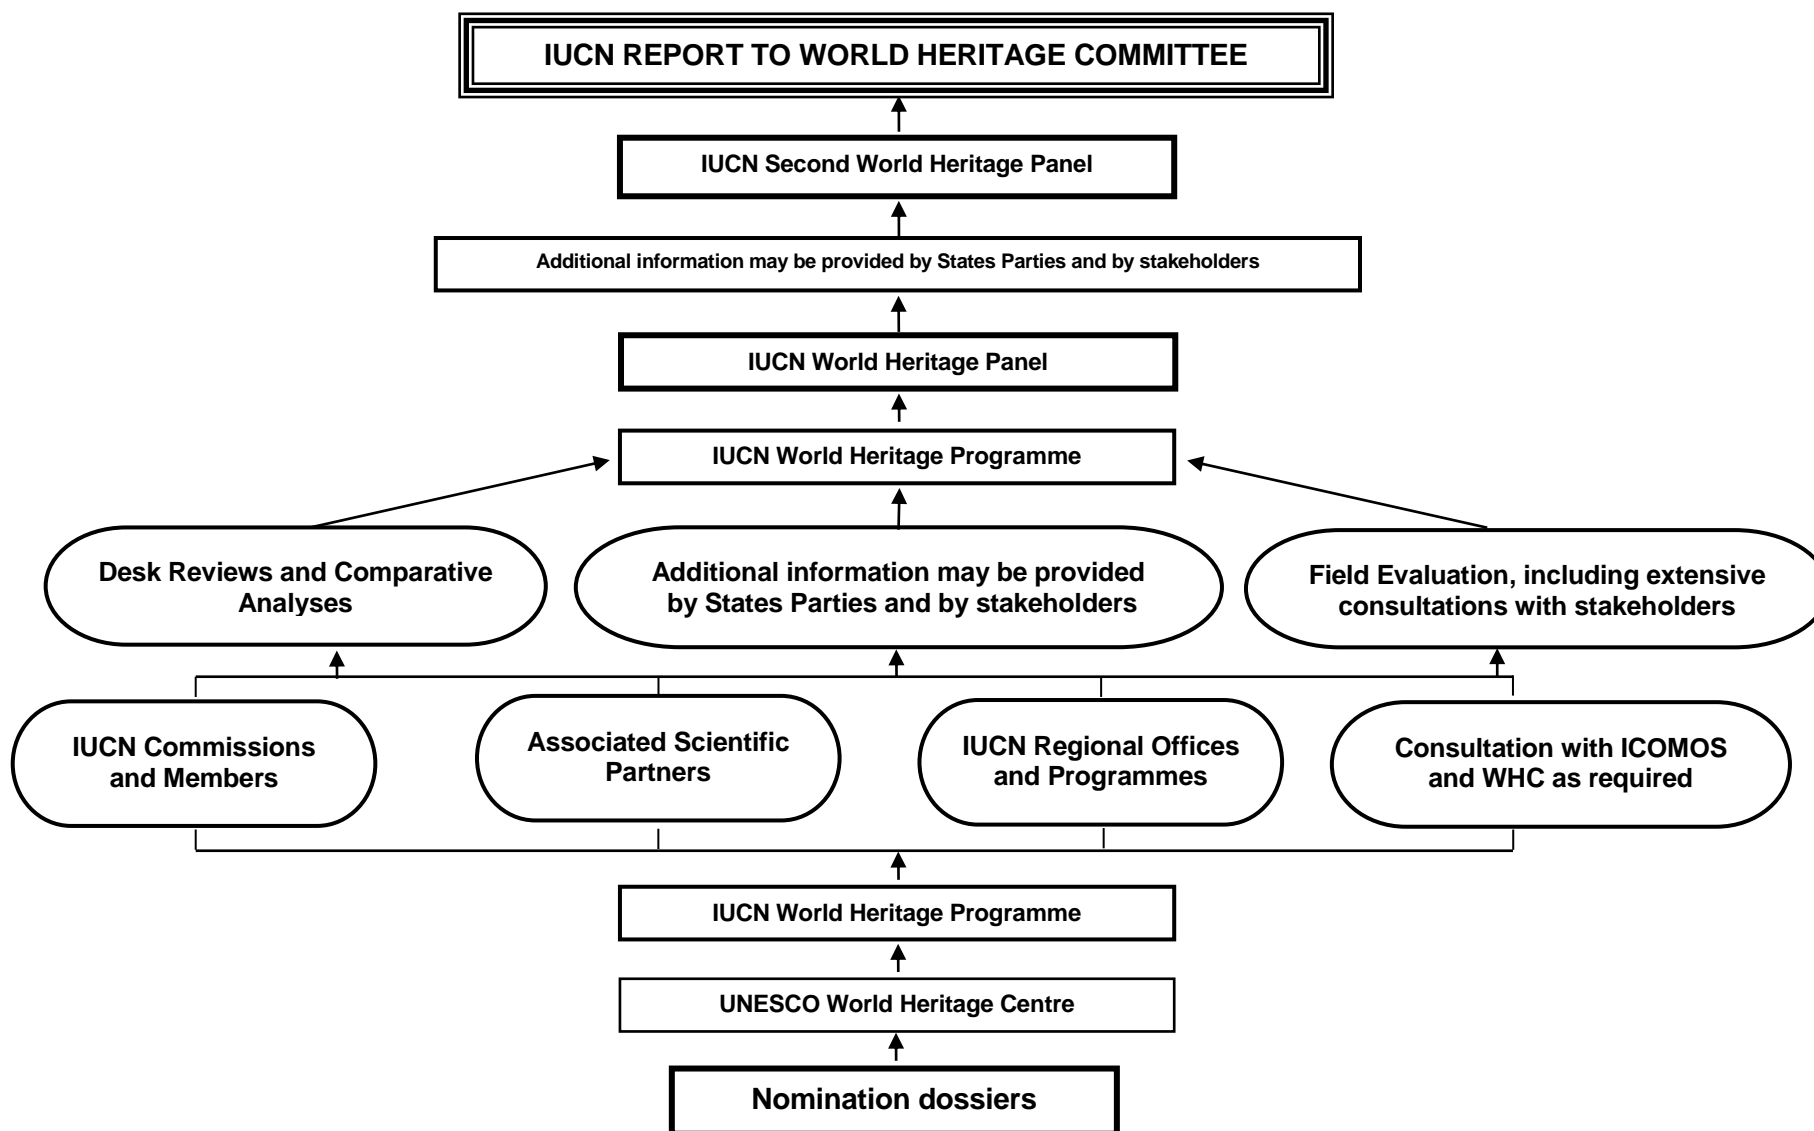 IUCN REPORT TO WORLD HERITAGE COMMITTEE
IUCN Second World Heritage Panel
Additional information may be provided by States Parties and by stakeholders
IUCN World Heritage Panel
IUCN World Heritage Programme
Desk Reviews and Comparative
Analyses
Additional information may be provided
by States Parties and by stakeholders
Field Evaluation, including extensive
consultations with stakeholders
IUCN Commissions
and Members
Associated Scientific
Partners
IUCN Regional Offices
and Programmes
Consultation with ICOMOS
and WHC as required
IUCN World Heritage Programme
UNESCO World Heritage Centre
Nomination dossiers